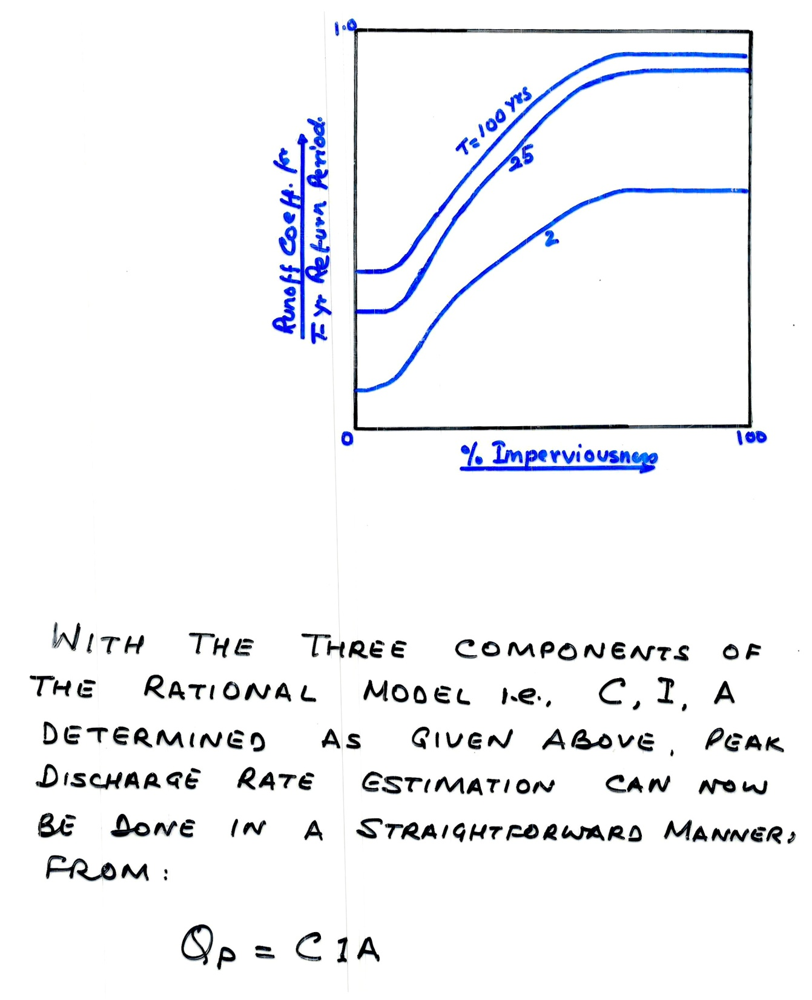 1.0
Runoff Coeff. for
T-yr Return Period.
T=100 yrs
25
2
0
100
% Imperviousness
WITH THE THREE COMPONENTS OF
THE RATIONAL MODEL i.e., C, I, A
DETERMINED AS GIVEN ABOVE, PEAK
DISCHARGE RATE ESTIMATION CAN NOW
BE DONE IN A STRAIGHTFORWARD MANNER,
FROM:
Qp = CIA